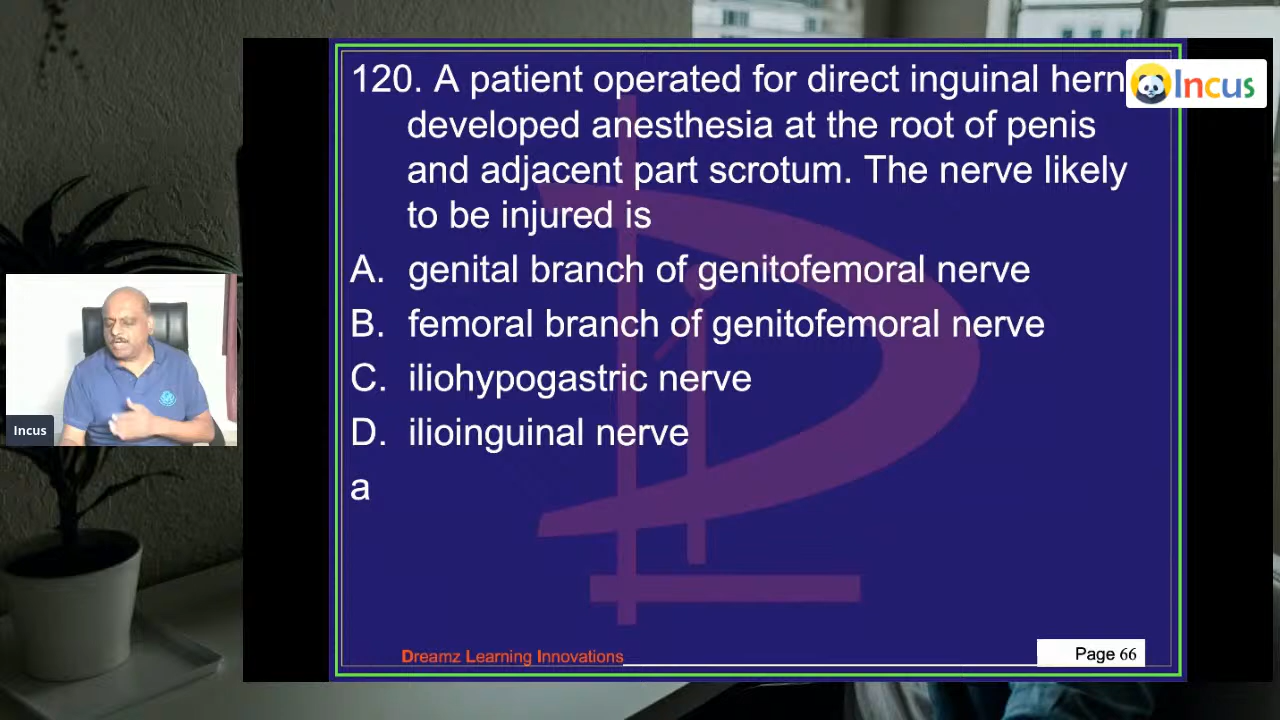 120. A patient operated for direct inguinal hern
Incus
developed anesthesia at the root of penis
and adjacent part scrotum. The nerve likely
to be injured is
A. genital branch of genitofemoral nerve
B. femoral branch of genitofemoral nerve
C. iliohypogastric nerve
D. ilioinguinal nerve
a
Incus
Dreamz Learning Innovations
Page 66